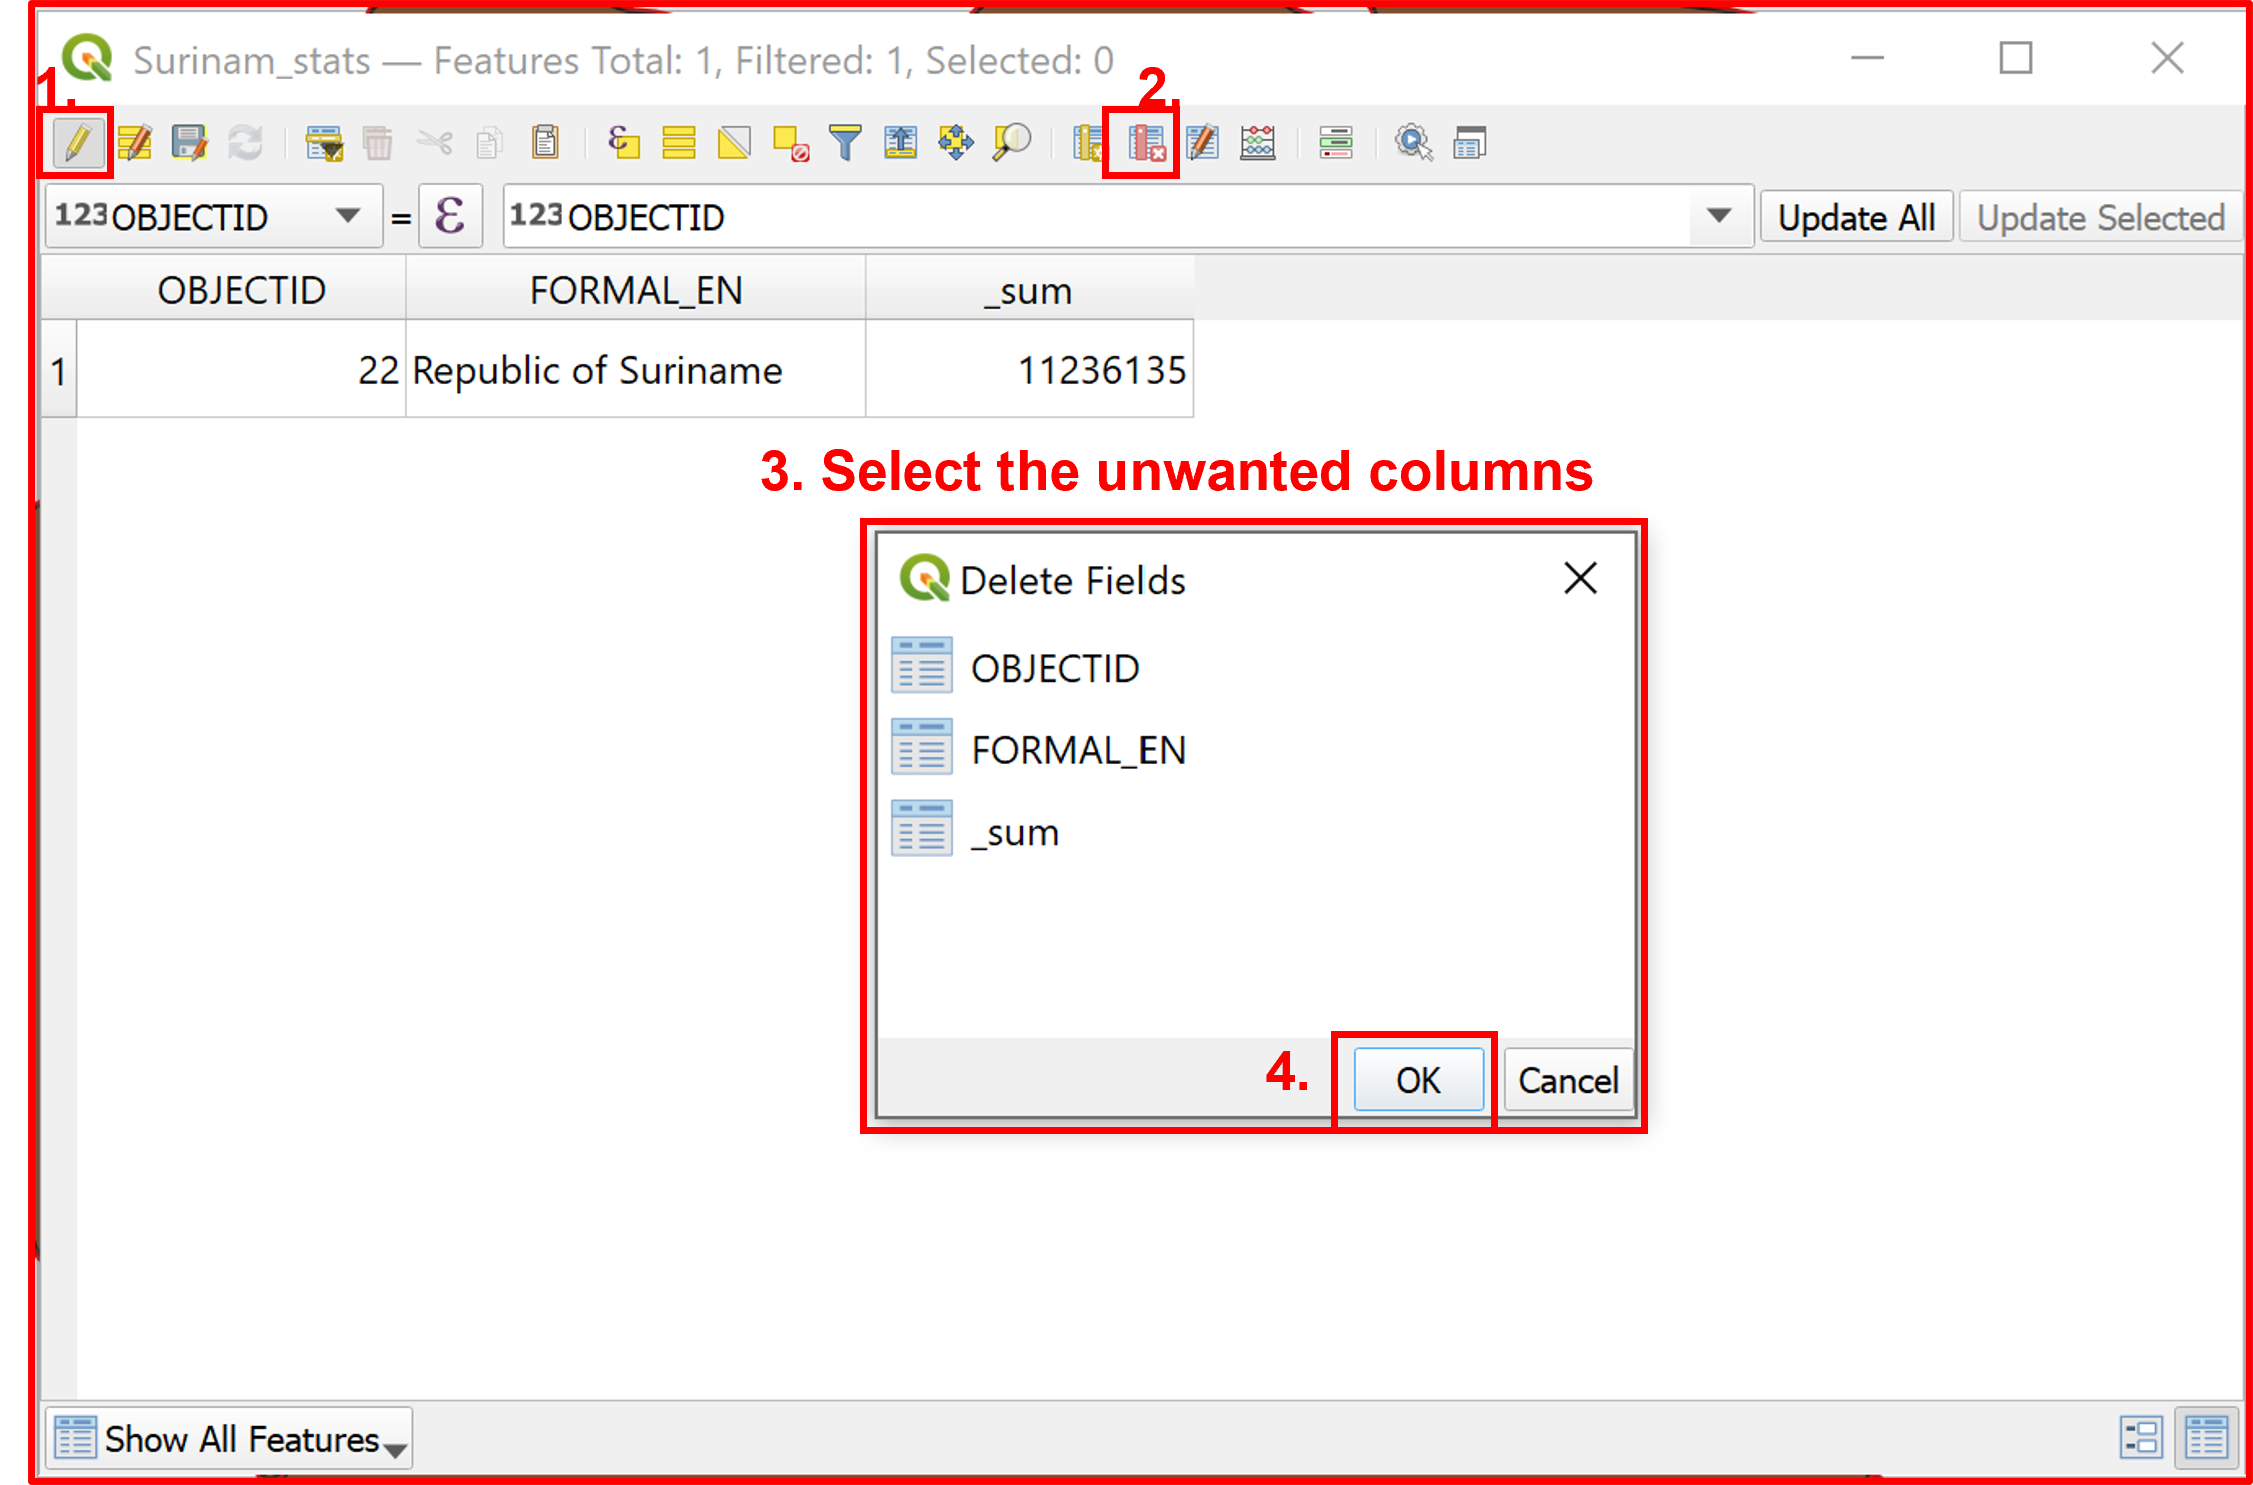 Surinam_stats — Features Total: 1, Filtered: 1, Selected: 0
1.
2.
123 OBJECTID = ε 123 OBJECTID Update All Update Selected
OBJECTID FORMAL_EN _sum
1 22 Republic of Suriname 11236135
3. Select the unwanted columns
Delete Fields
OBJECTID
FORMAL_EN
_sum
4. OK Cancel
Show All Features